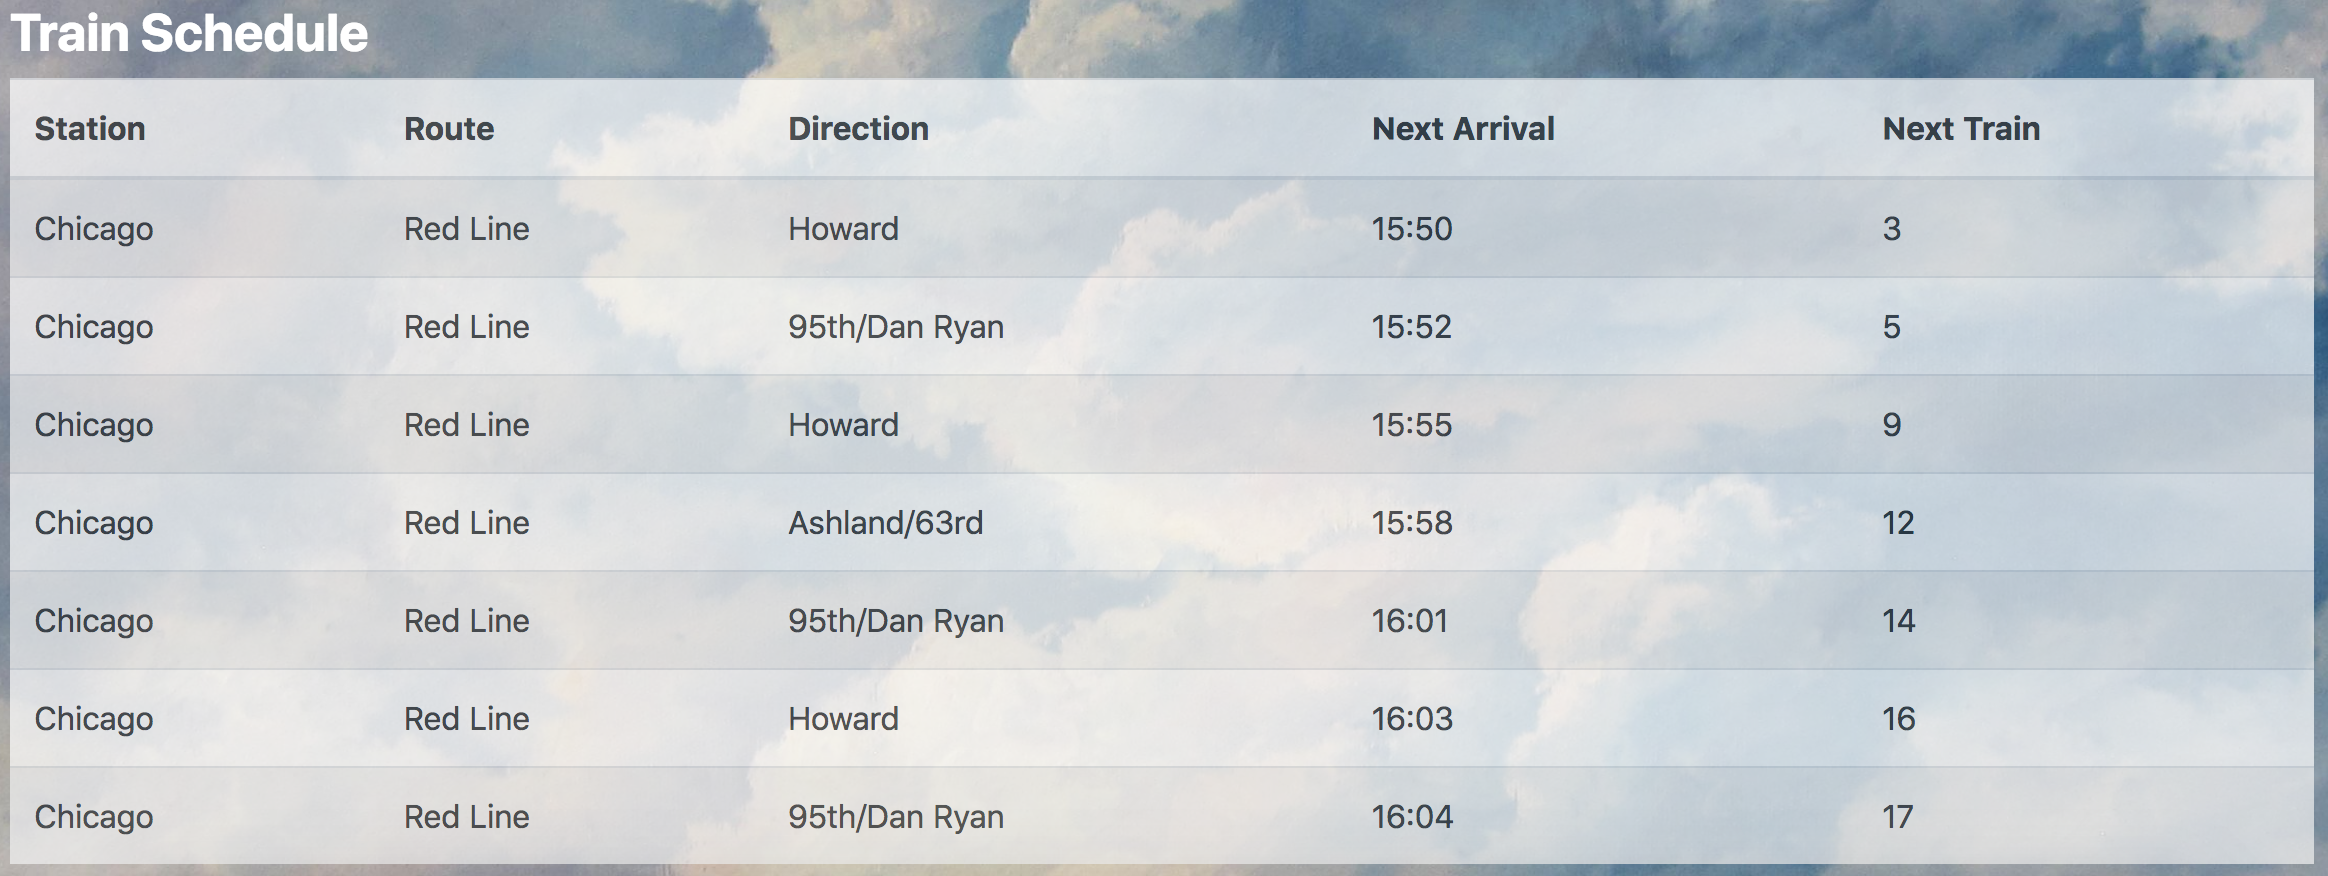 Train Schedule
Station Route Direction Next Arrival Next Train
Chicago Red Line Howard 15:50 3
Chicago Red Line 95th/Dan Ryan 15:52 5
Chicago Red Line Howard 15:55 9
Chicago Red Line Ashland/63rd 15:58 12
Chicago Red Line 95th/Dan Ryan 16:01 14
Chicago Red Line Howard 16:03 16
Chicago Red Line 95th/Dan Ryan 16:04 17